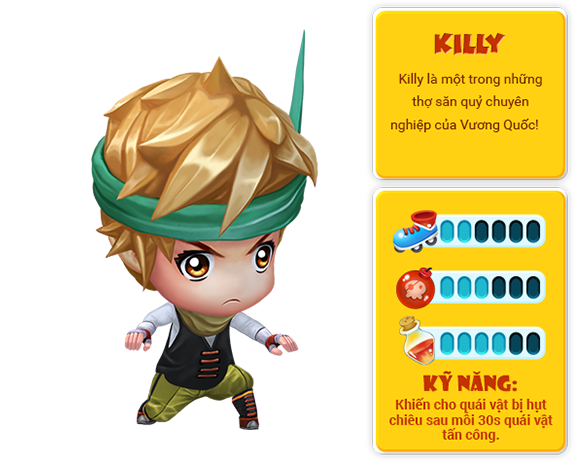 KILLY
Killy là một trong những
thợ săn quỷ chuyên
nghiệp của Vương Quốc!
KỸ NĂNG:
Khiến cho quái vật bị hụt
chiêu sau mỗi 30s quái vật
tấn công.